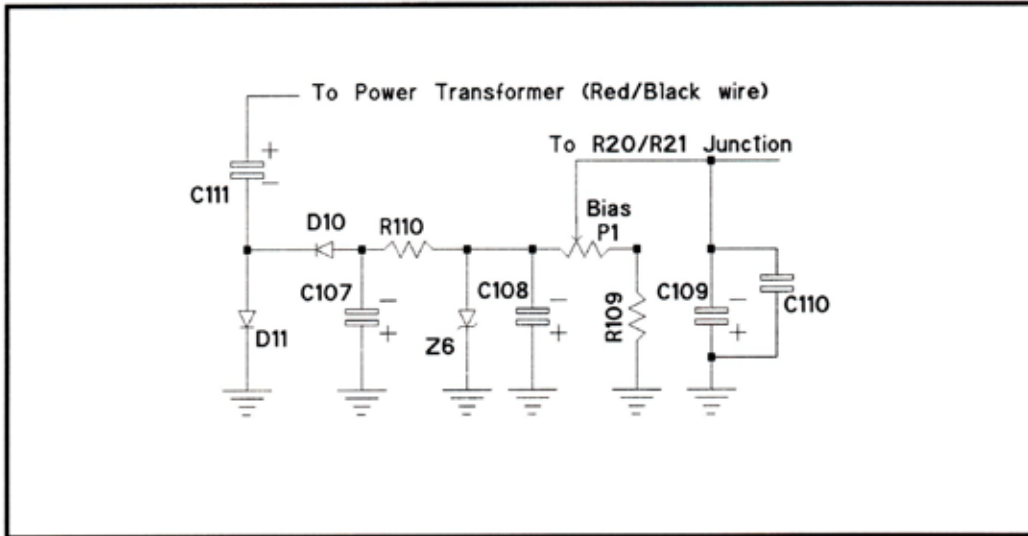 To Power Transformer (Red/Black wire)
To R20/R21 Junction
+
-
C111
D10
R110
Bias
P1
C107
-
+
C108
-
+
R109
C109
-
+
C110
D11
Z6